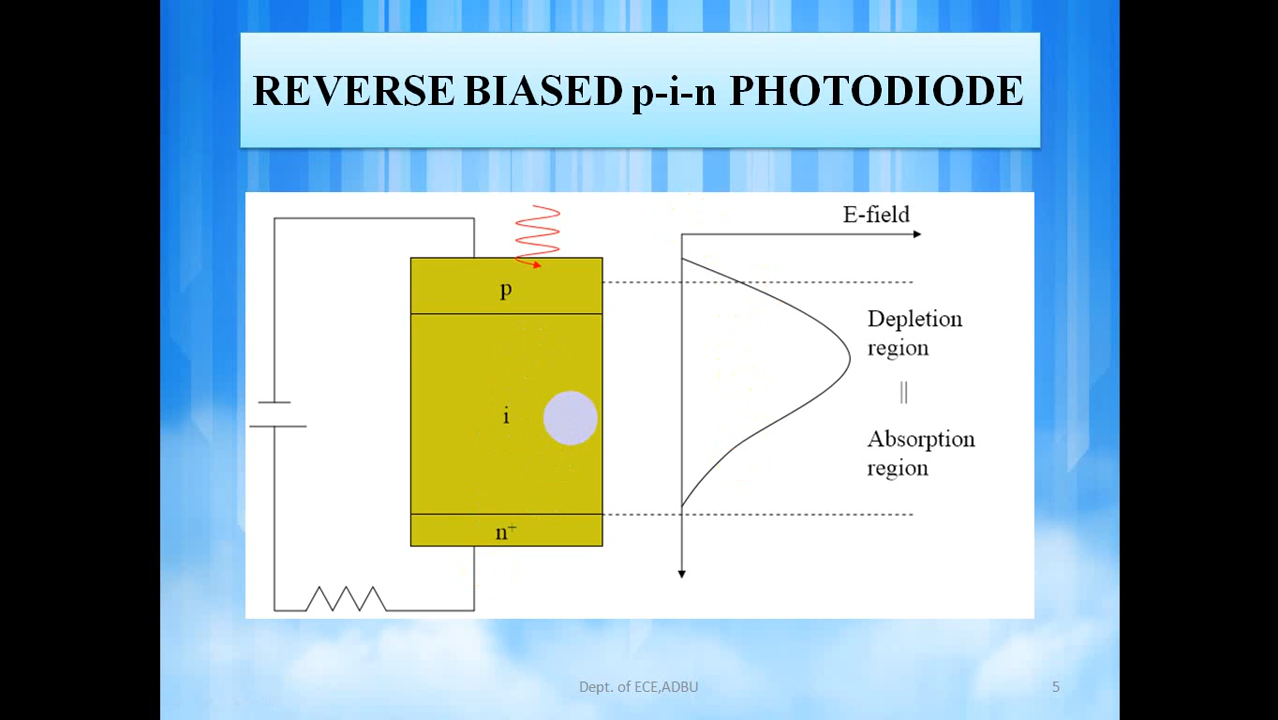 REVERSE BIASED p-i-n PHOTODIODE
E-field
p
Depletion
region
||
i
Absorption
region
n⁺
Dept. of ECE,ADBU
5